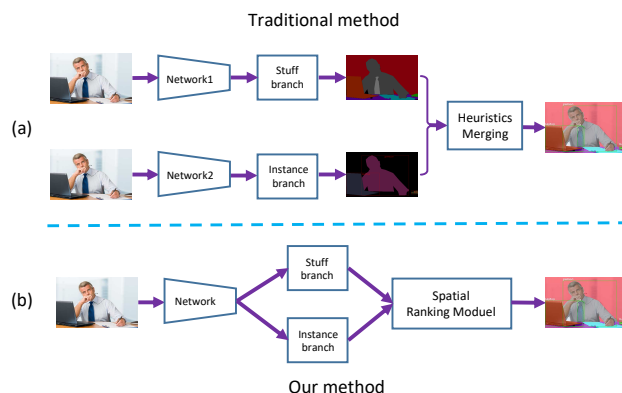 Traditional method
(a)
Network1
Stuff
branch
Network2
Instance
branch
Heuristics
Merging
(b)
Network
Stuff
branch
Instance
branch
Spatial
Ranking Moduel
Our method